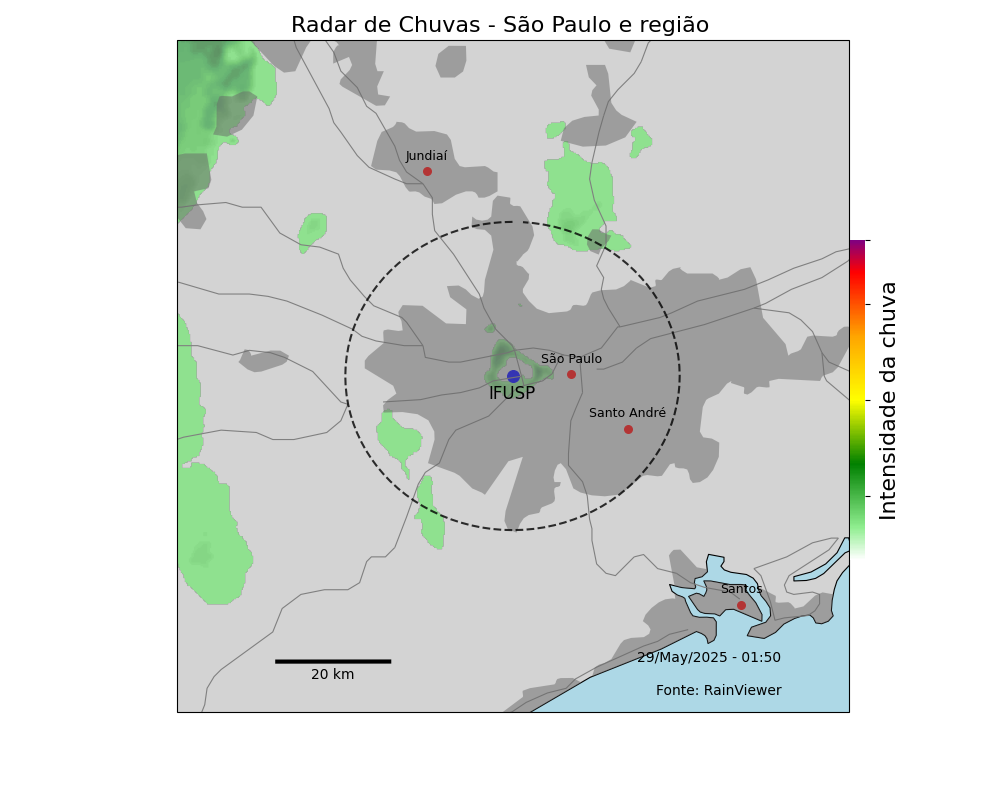 Radar de Chuvas - São Paulo e região
Jundiaí
São Paulo
IFUSP
Santo André
Intensidade da chuva
Santos
29/May/2025 - 01:50
20 km
Fonte: RainViewer